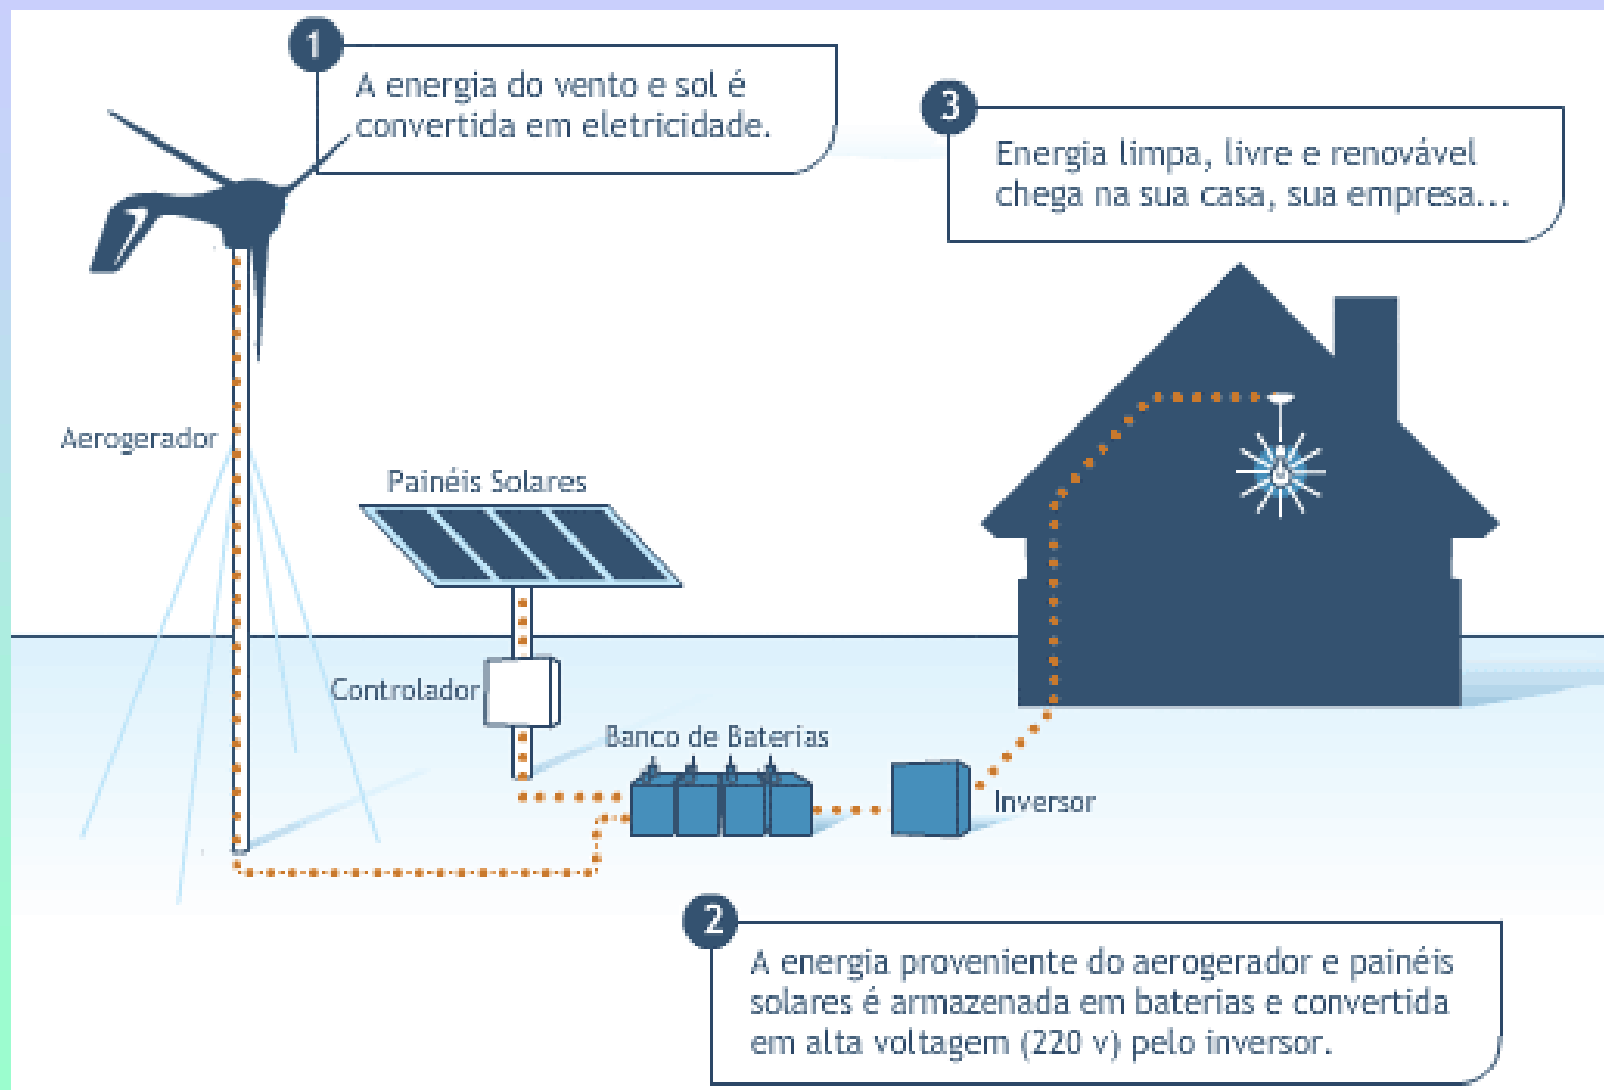 1
A energia do vento e sol é
convertida em eletricidade.
3
Energia limpa, livre e renovável
chega na sua casa, sua empresa...
Aerogerador
Painéis Solares
Controlador
Banco de Baterias
Inversor
2
A energia proveniente do aerogerador e painéis
solares é armazenada em baterias e convertida
em alta voltagem (220 v) pelo inversor.